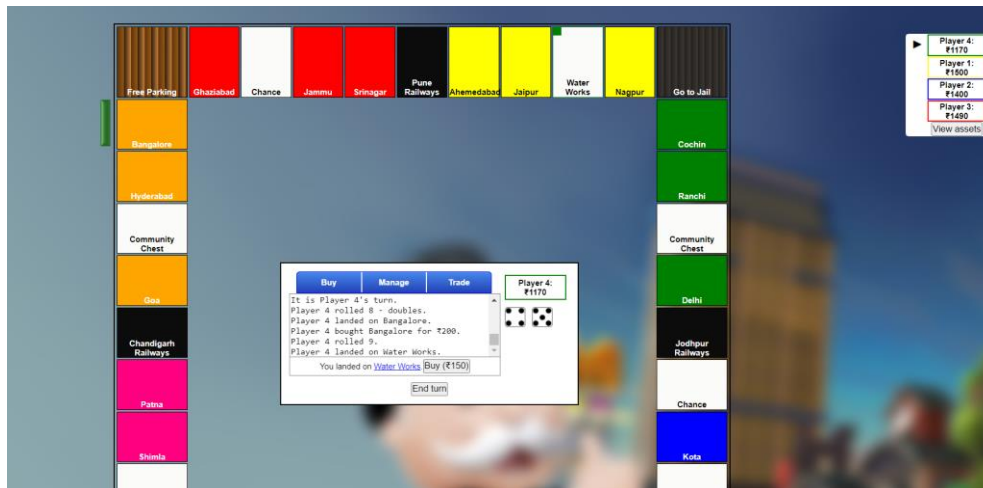 Free Parking
Ghaziabad
Chance
Jammu
Srinagar
Pune
Railways
Ahemedabad
Jaipur
Water
Works
Nagpur
Go to Jail
Player 4:
₹1170
Player 1:
₹1500
Player 2:
₹1400
Player 3:
₹1490
View assets
Bangalore
Cochin
Hyderabad
Ranchi
Community
Chest
Community
Chest
Goa
Delhi
Chandigarh
Railways
Jodhpur
Railways
Patna
Chance
Shimla
Kota
Buy Manage Trade
It is Player 4's turn.
Player 4 rolled 8 - doubles.
Player 4 landed on Bangalore.
Player 4 bought Bangalore for ₹200.
Player 4 rolled 9.
Player 4 landed on Water Works.
You landed on Water Works. Buy (₹150)
Player 4:
₹1170
End turn